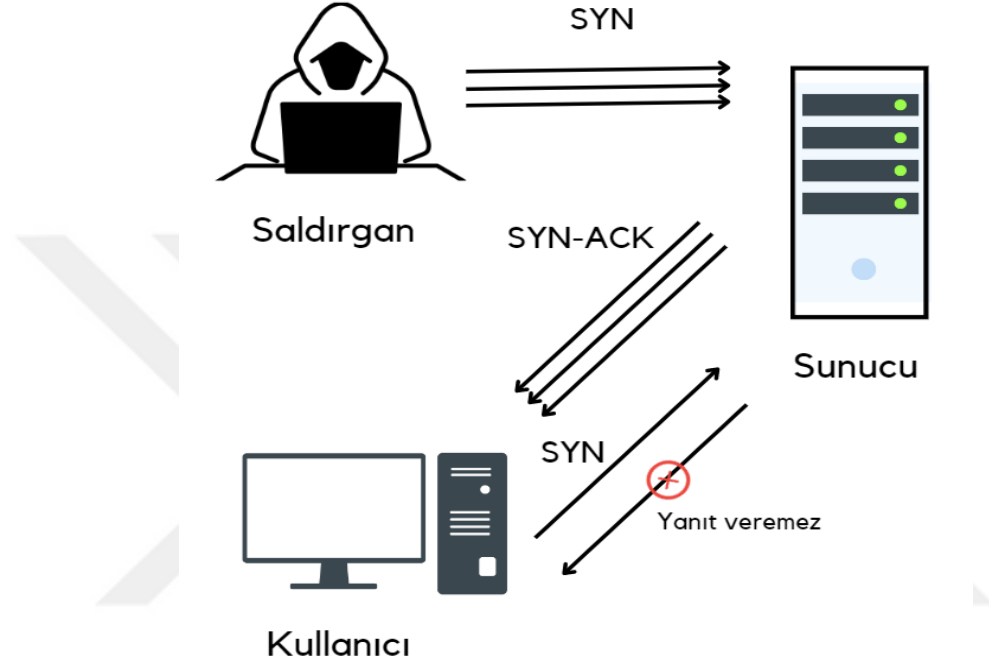 SYN
Saldırgan
SYN-ACK
Sunucu
SYN
Yanıt veremez
Kullanıcı